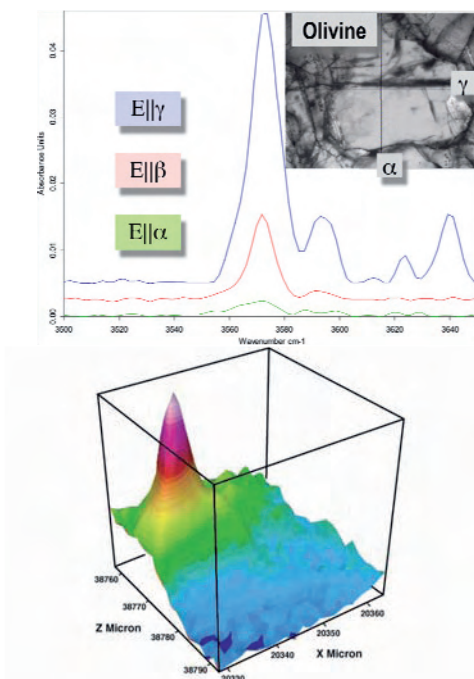 0.04
0.03
0.02
0.01
0.00
Absorbance Units
E||γ
E||β
E||α
Olivine
γ
α
3500 3520 3540 3560 3580 3600 3620 3640
Wavenumber cm-1
38760
38770
38780
38790
Z Micron
20330
20340
20350
20360
X Micron